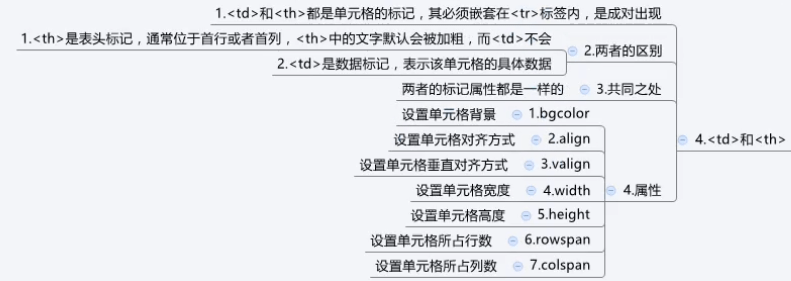 1.<td>和<th>都是单元格的标记，其必须嵌套在<tr>标签内，是成对出现
1.<th>是表头标记，通常位于首行或者首列，<th>中的文字默认会被加粗，而<td>不会
2.两者的区别
2.<td>是数据标记，表示该单元格的具体数据
两者的标记属性都是一样的 3.共同之处
设置单元格背景 1.bgcolor
设置单元格对齐方式 2.align
4.<td>和<th>
设置单元格垂直对齐方式 3.valign
设置单元格宽度 4.width
4.属性
设置单元格高度 5.height
设置单元格所占行数 6.rowspan
设置单元格所占列数 7.colspan